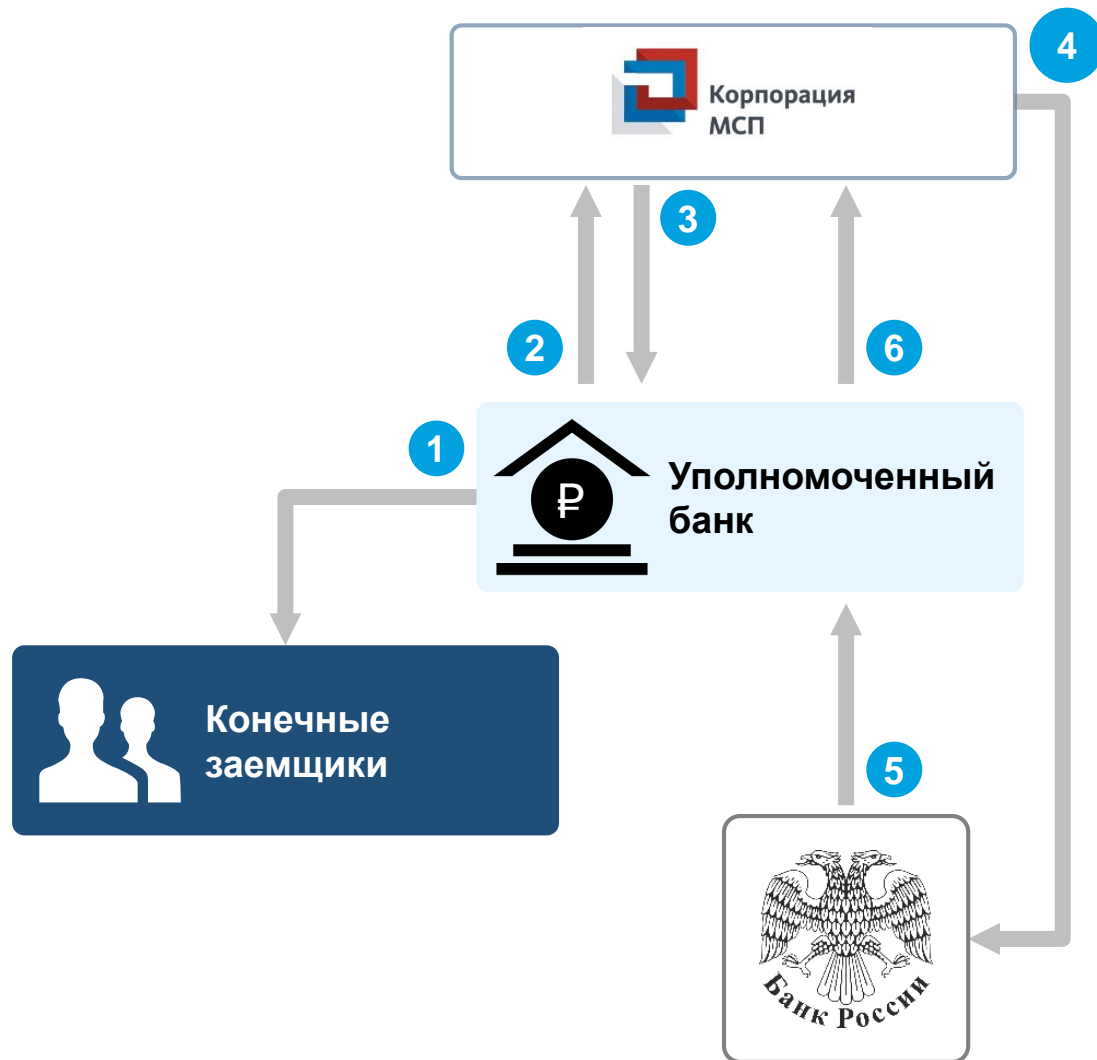 4
Корпорация
МСП
3
2
6
1
₽
Уполномоченный
банк
Конечные
заемщики
5
Банк России